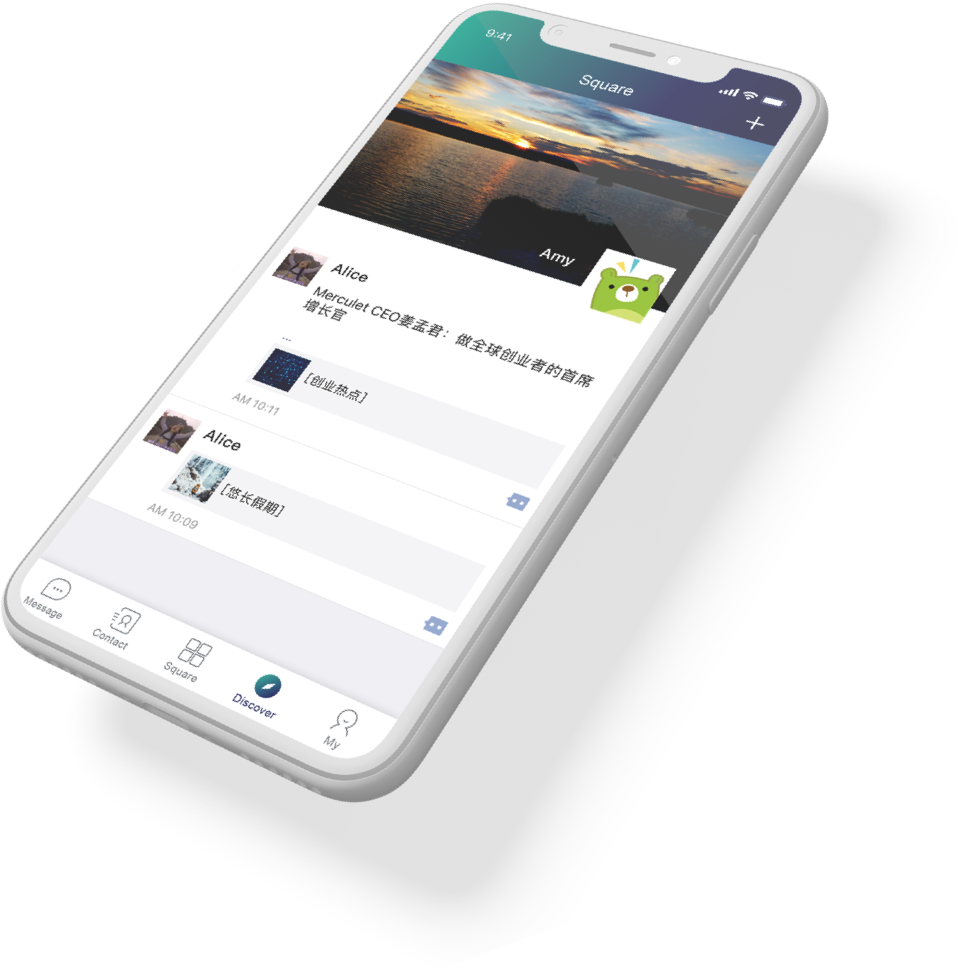 9:41
Square
Amy
Alice
Merculet CEO姜孟君：做全球创业者的首席
增长官
...
[创业热点]
AM 10:11
Alice
[悠长假期]
AM 10:09
Message
Contact
Square
Discover
My